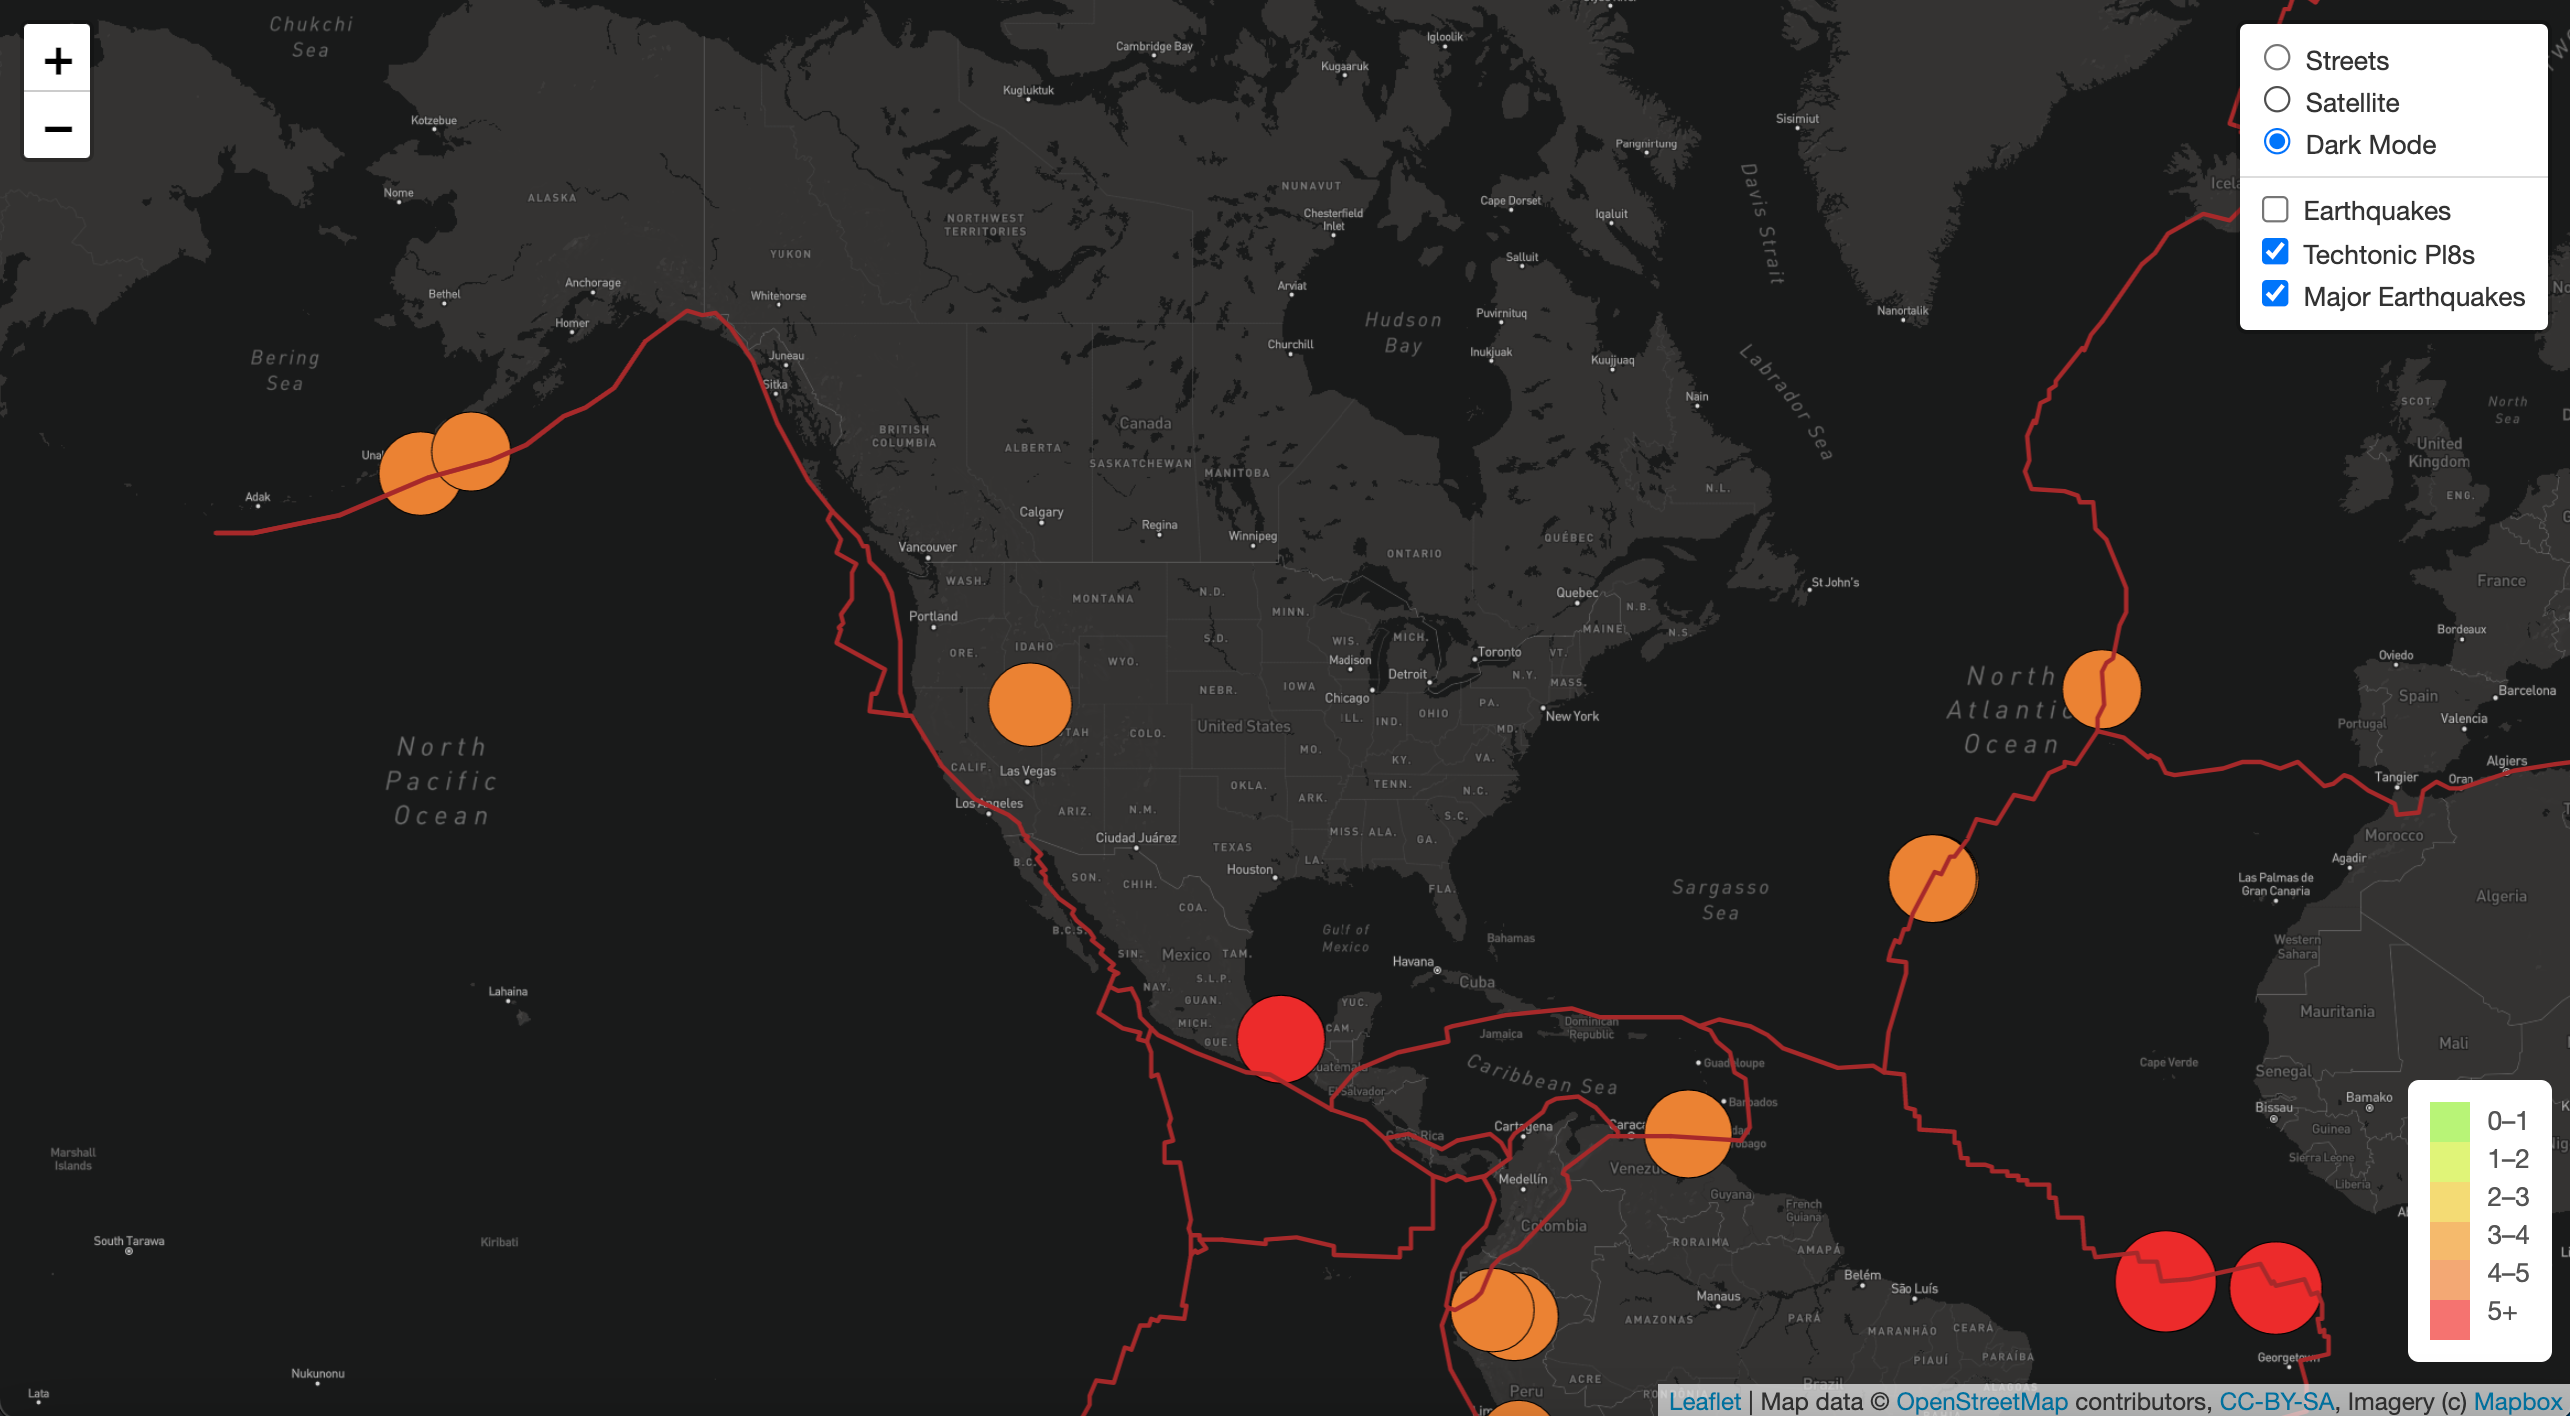 +
−
Streets
Satellite
Dark Mode
Earthquakes
Techtonic Pl8s
Major Earthquakes
Chukchi
Sea
Cambridge Bay
Igloolik
Kugaaruk
Kugluktuk
Kotzebue
Sisimiut
Pangnirtung
Nome
ALASKA
NUNAVUT
Cape Dorset
Iqaluit
Davis Strait
NORTHWEST
TERRITORIES
Chesterfield
Inlet
YUKON
Salluit
Anchorage
Bethel
Whitehorse
Arviat
Homer
Hudson
Bay
Puvirnituq
Nanortalik
Bering
Sea
Juneau
Churchill
Inukjuak
Kuujjuaq
Labrador Sea
Sitka
Nain
SCOT.
North
Sea
BRITISH
COLUMBIA
Canada
ALBERTA
SASKATCHEWAN
MANITOBA
United
Kingdom
N.L.
ENG.
Adak
Calgary
Regina
Winnipeg
QUÉBEC
ONTARIO
Vancouver
WASH.
MONTANA
N.D.
MINN.
Quebec
N.B.
St John's
France
Portland
ORE.
IDAHO
WYO.
S.D.
WIS.
MICH.
MAINE
N.S.
Bordeaux
Madison
Toronto
VT.
Oviedo
Detroit
N.Y.
MASS.
North
Atlantic
Ocean
NEBR.
IOWA
Chicago
PA.
Spain
Barcelona
New York
United States
ILL.
IND.
OHIO
MD.
Portugal
Valencia
North
Pacific
Ocean
COLO.
MO.
KY.
VA.
CALIF.
Las Vegas
OKLA.
TENN.
Tangier
Oran
Algiers
Los Angeles
ARIZ.
N.M.
ARK.
N.C.
S.C.
Ciudad Juárez
MISS.
ALA.
GA.
Morocco
B.C.
TEXAS
LA.
Agadir
SON.
CHIH.
Houston
FLA.
Sargasso
Sea
Las Palmas de
Gran Canaria
Algeria
COA.
B.C.S.
Gulf of
Mexico
Bahamas
Western
Sahara
SIN.
Mexico
TAM.
Havana
Cuba
S.L.P.
NAY.
GUAN.
YUC.
Lahaina
MICH.
CAM.
GUE.
Jamaica
Dominican
Republic
Mauritania
Mali
Caribbean Sea
Guadeloupe
Cape Verde
Senegal
El Salvador
Barbados
Bissau
Bamako
Costa Rica
Cartagena
Guinea
Marshall
Islands
Sierra Leone
Liberia
Medellín
Guyana
French
Guiana
Colombia
RORAIMA
AMAPÁ
South Tarawa
Kiribati
Belém
São Luís
Manaus
AMAZONAS
PARÁ
MARANHÃO
CEARÁ
PIAUÍ
PARAÍBA
Georgetown
Nukunonu
ACRE
Peru
Brazil
Lata
0–1
1–2
2–3
3–4
4–5
5+
Leaflet | Map data © OpenStreetMap contributors, CC-BY-SA, Imagery (c) Mapbox